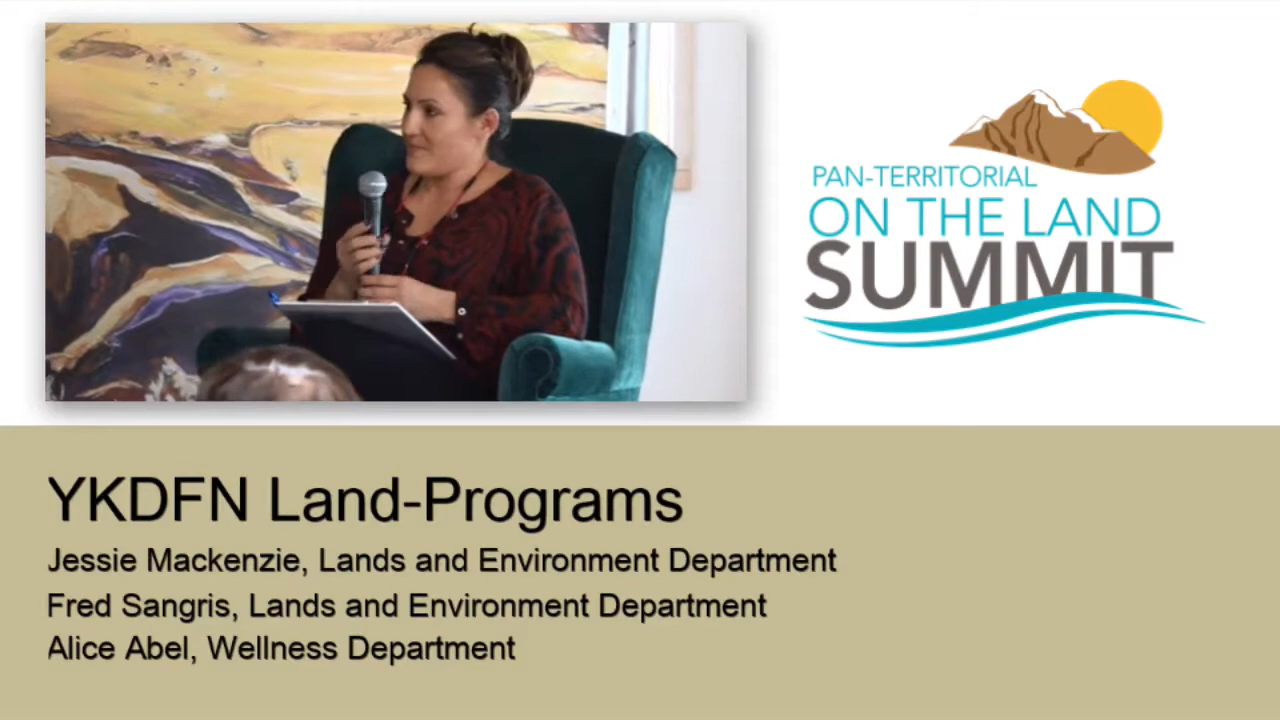 PAN-TERRITORIAL
ON THE LAND
SUMMIT
YKDFN Land-Programs
Jessie Mackenzie, Lands and Environment Department
Fred Sangris, Lands and Environment Department
Alice Abel, Wellness Department